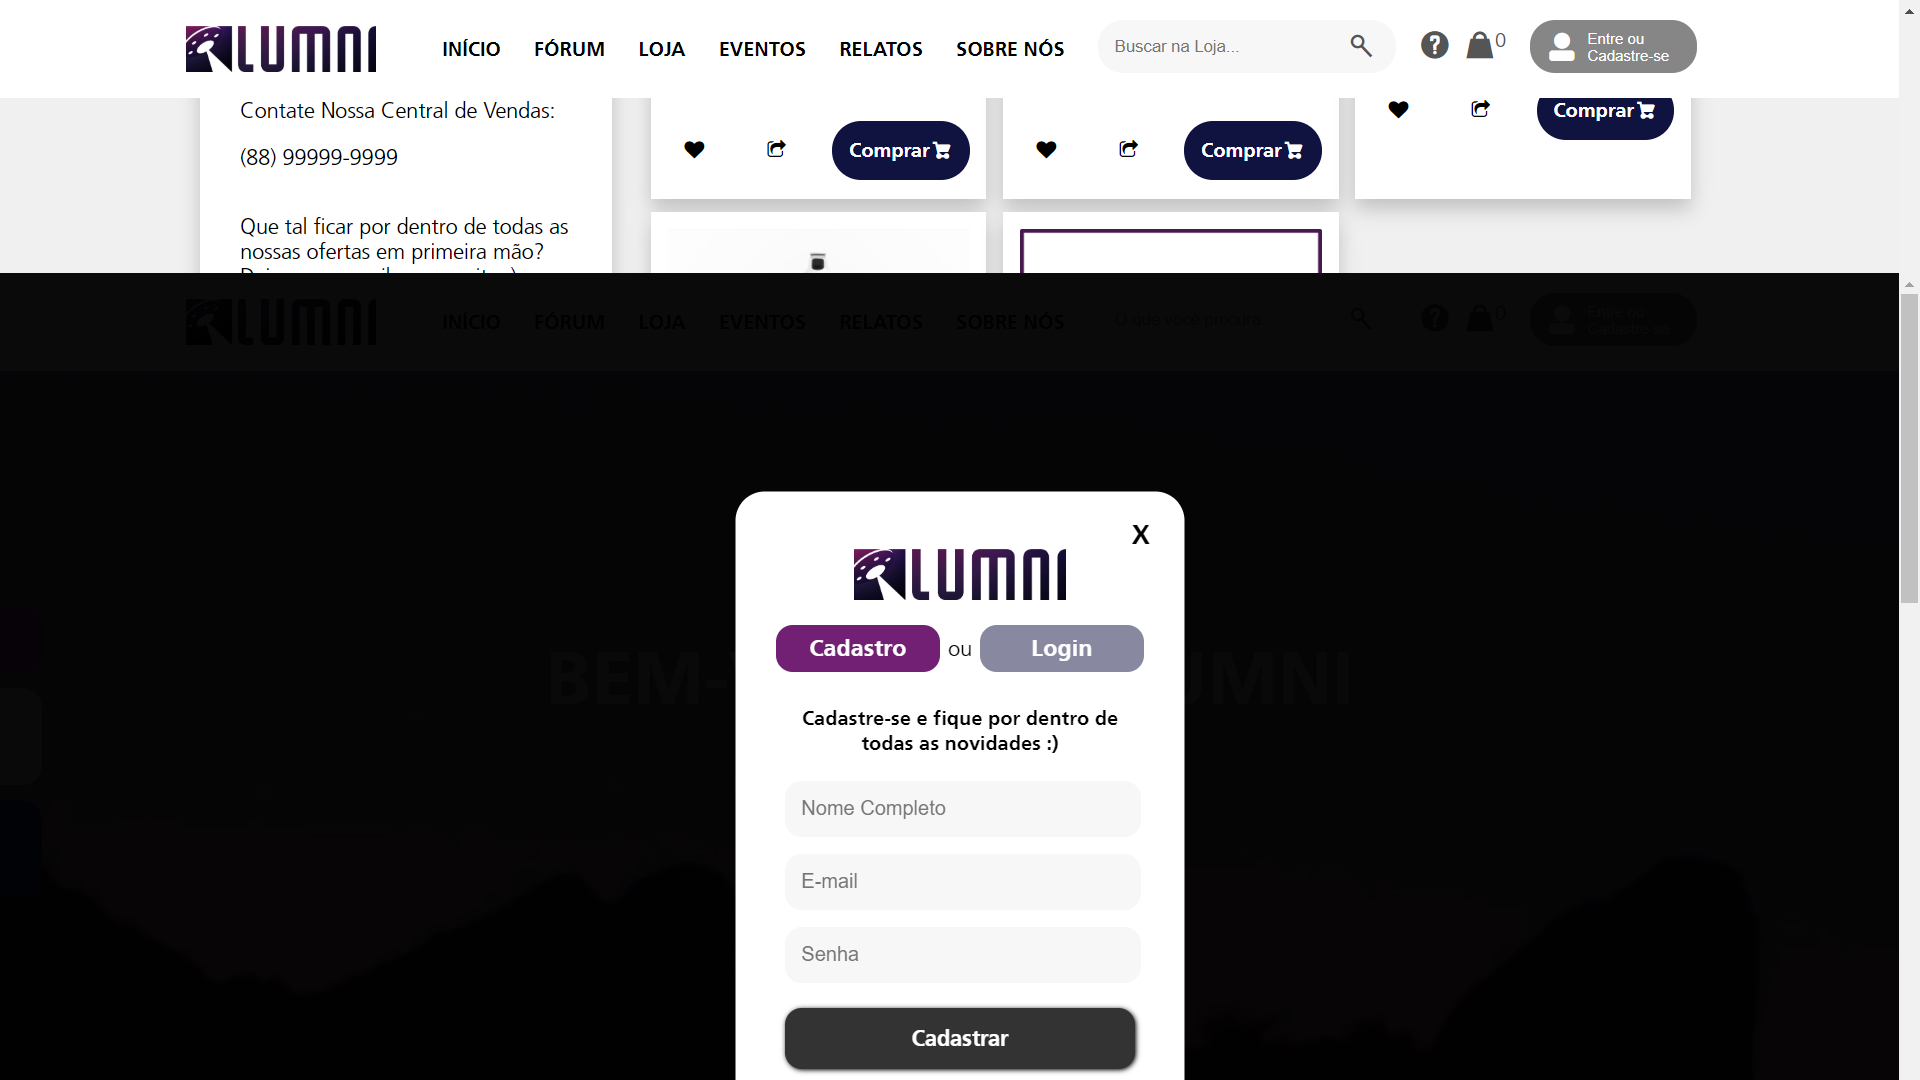 LUMNI
INÍCIO FÓRUM LOJA EVENTOS RELATOS SOBRE NÓS
Buscar na Loja...
0
Entre ou
Cadastre-se
Contate Nossa Central de Vendas:
(88) 99999-9999
Que tal ficar por dentro de todas as
nossas ofertas em primeira mão?
Comprar
Comprar
Comprar
LUMNI
INÍCIO FÓRUM LOJA EVENTOS RELATOS SOBRE NÓS
O que você procura
0
Entre ou
Cadastre-se
BEM- UMNI
X
LUMNI
Cadastro ou Login
Cadastre-se e fique por dentro de
todas as novidades :)
Nome Completo
E-mail
Senha
Cadastrar